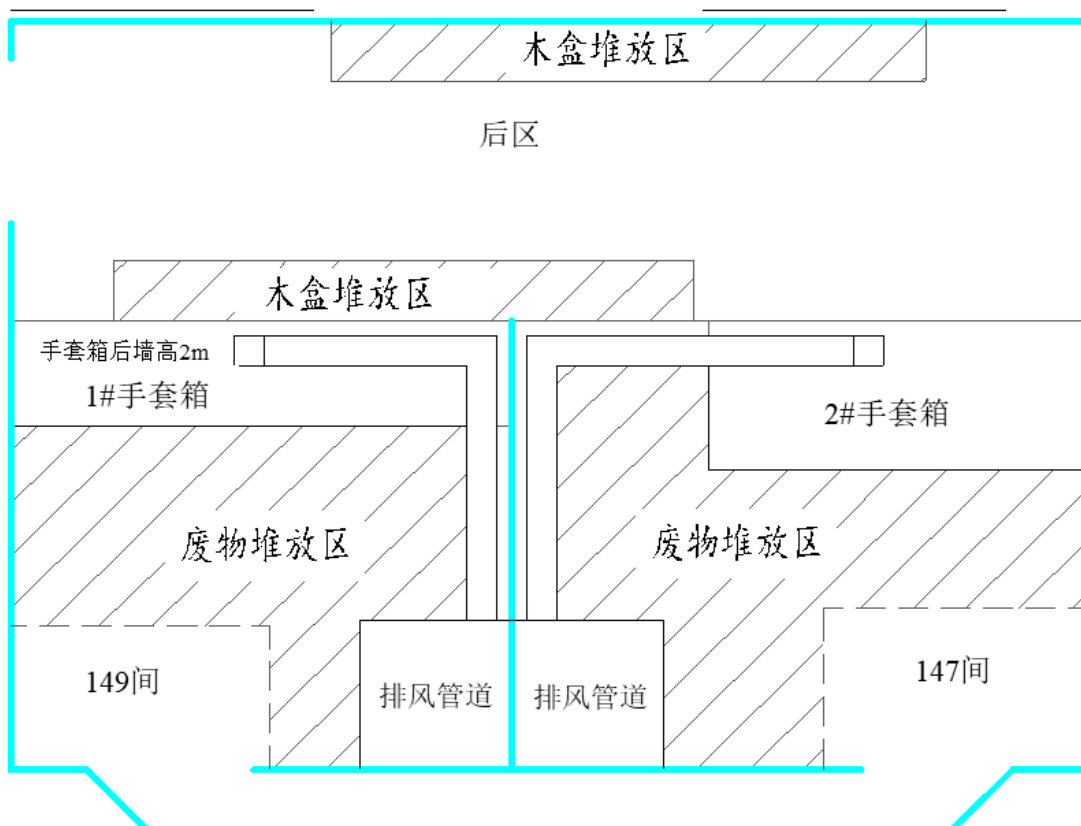 木盒堆放区
后区
木盒堆放区
手套箱后墙高2m
1#手套箱
2#手套箱
废物堆放区
废物堆放区
149间
147间
排风管道
排风管道